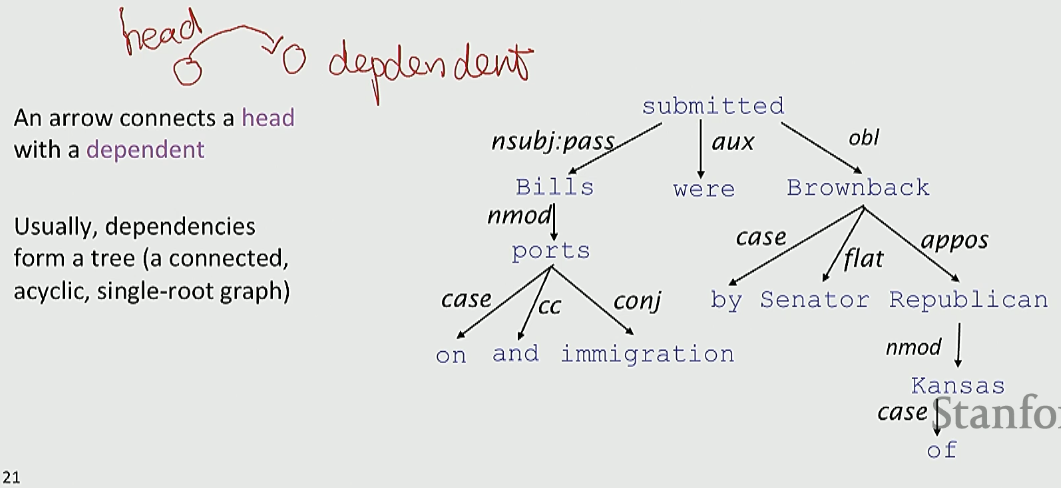 head
depdendent
An arrow connects a head
with a dependent
Usually, dependencies
form a tree (a connected,
acyclic, single-root graph)
submitted
nsubj:pass aux obl
Bills were Brownback
nmod
ports
case flat appos
case cc conj
by Senator Republican
on and immigration
nmod
Kansas
case
Stanfo
of
21